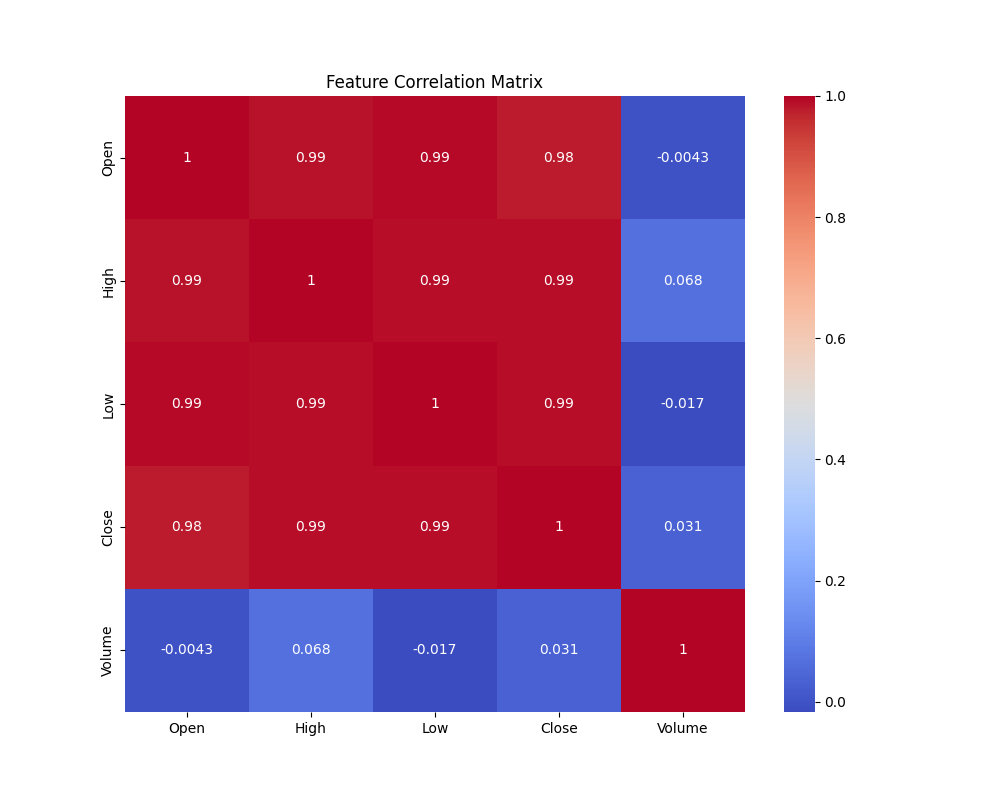 Feature Correlation Matrix
Open 1 0.99 0.99 0.98 -0.0043
High 0.99 1 0.99 0.99 0.068
Low 0.99 0.99 1 0.99 -0.017
Close 0.98 0.99 0.99 1 0.031
Volume -0.0043 0.068 -0.017 0.031 1
Open High Low Close Volume
1.0
0.8
0.6
0.4
0.2
0.0